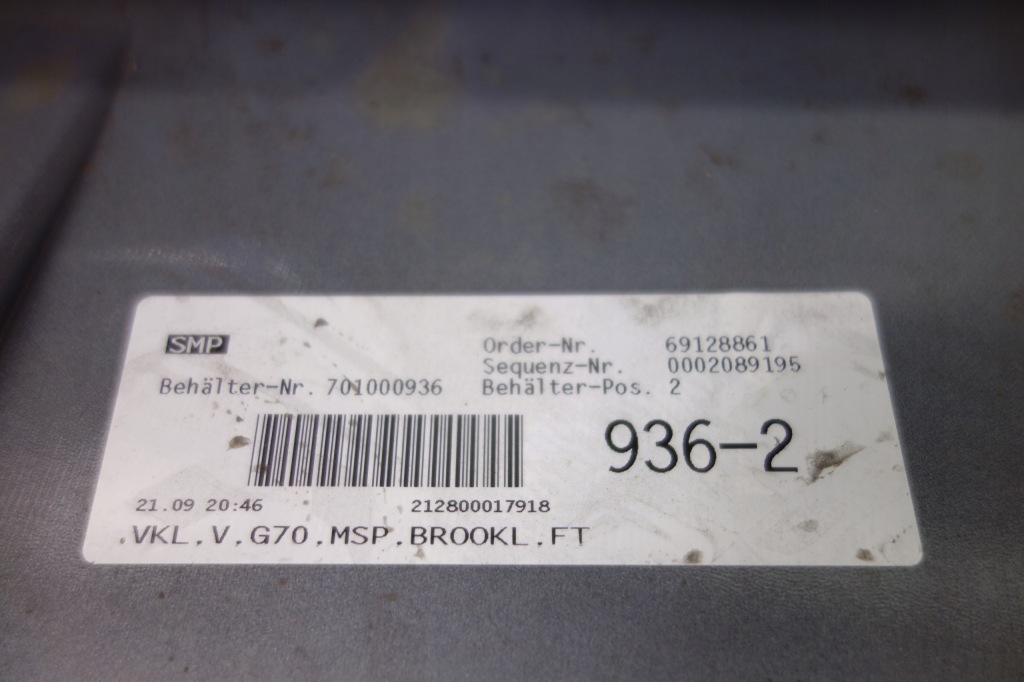 SMP
Order-Nr. 69128861
Sequenz-Nr. 0002089195
Behälter-Nr. 701000936 Behälter-Pos. 2
936-2
21.09 20:46 212800017918
.VKL.V.G70.MSP.BROOKL.FT